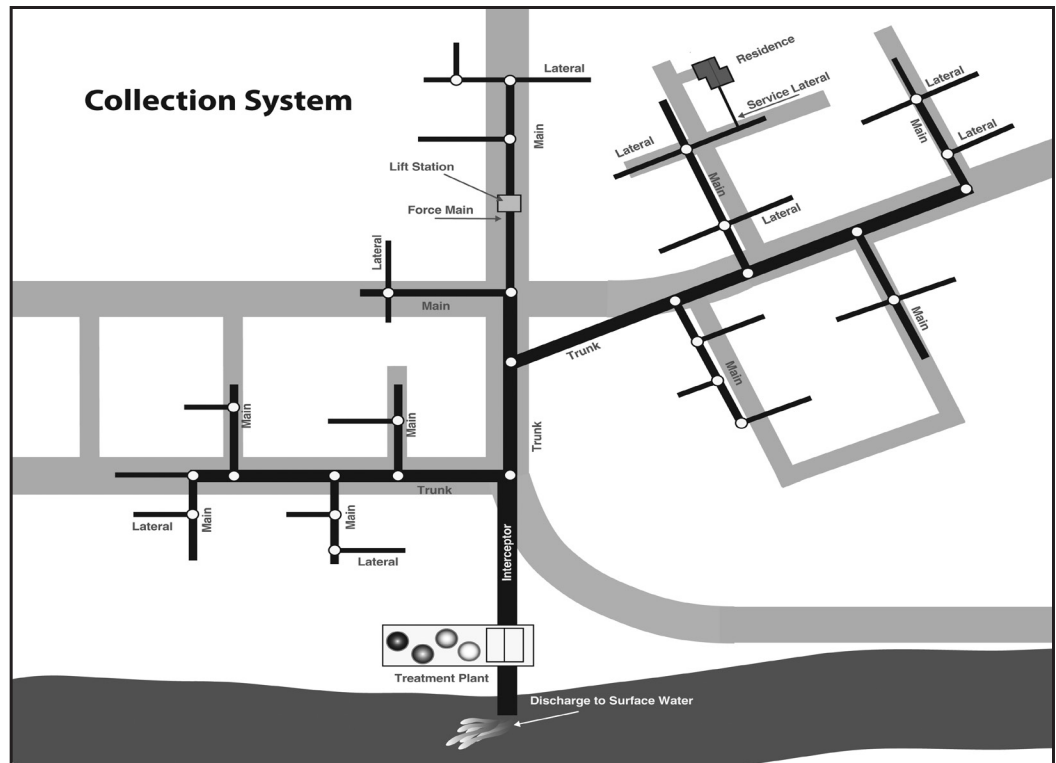 Collection System
Lateral
Main
Lift Station
Force Main
Lateral
Main
Residence
Service Lateral
Lateral
Main
Lateral
Lateral
Main
Lateral
Trunk
Main
Main
Trunk
Main
Main
Trunk
Main
Lateral
Main
Lateral
Interceptor
Treatment Plant
Discharge to Surface Water